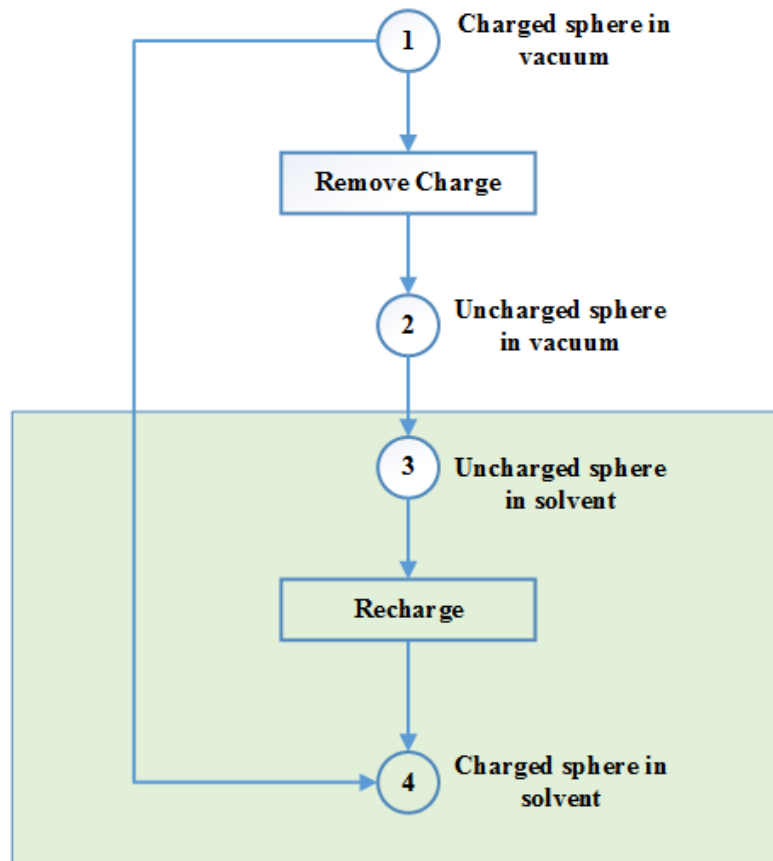 1
Charged sphere in
vacuum
Remove Charge
2
Uncharged sphere
in vacuum
3
Uncharged sphere
in solvent
Recharge
4
Charged sphere in
solvent